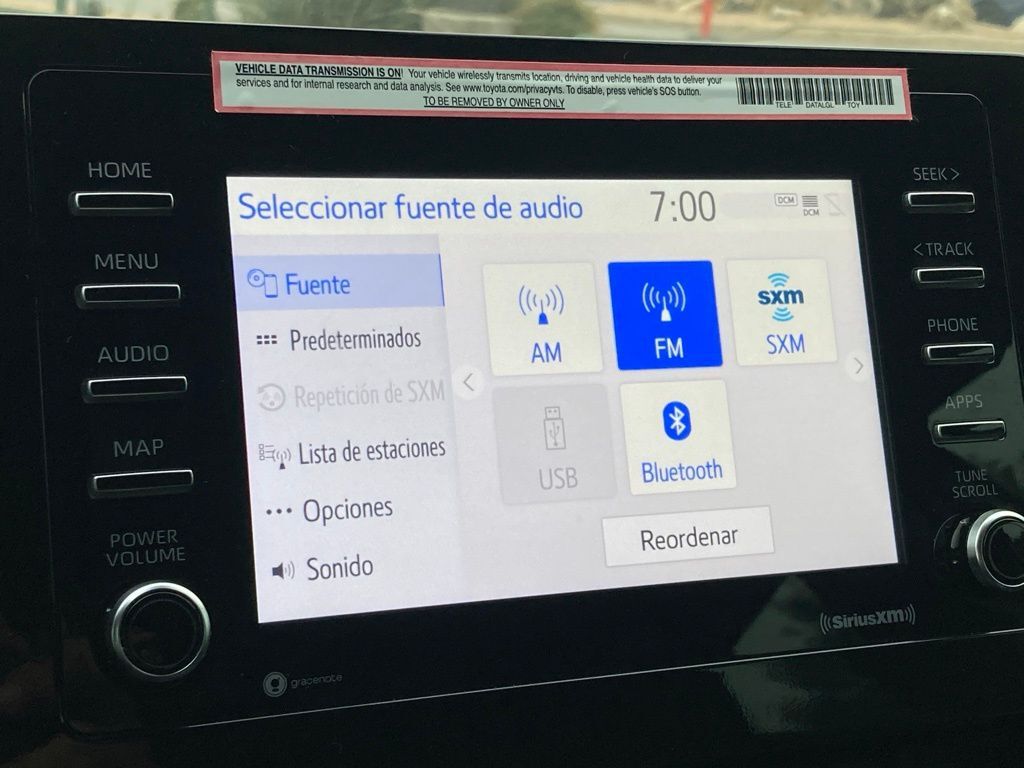 VEHICLE DATA TRANSMISSION IS ON! Your vehicle wirelessly transmits location, driving and vehicle health data to deliver your
services and for internal research and data analysis. See www.toyota.com/privacyvts. To disable, press vehicle's SOS button.
TO BE REMOVED BY OWNER ONLY
TELE DATALGL TOY
HOME
MENU
AUDIO
MAP
POWER
VOLUME
Seleccionar fuente de audio
7:00
DCM
DCM
Fuente
Predeterminados
Repetición de SXM
Lista de estaciones
Opciones
Sonido
AM
FM
sxm
SXM
USB
Bluetooth
Reordenar
SEEK >
< TRACK
PHONE
APPS
TUNE
SCROLL
gracenote
SiriusXM